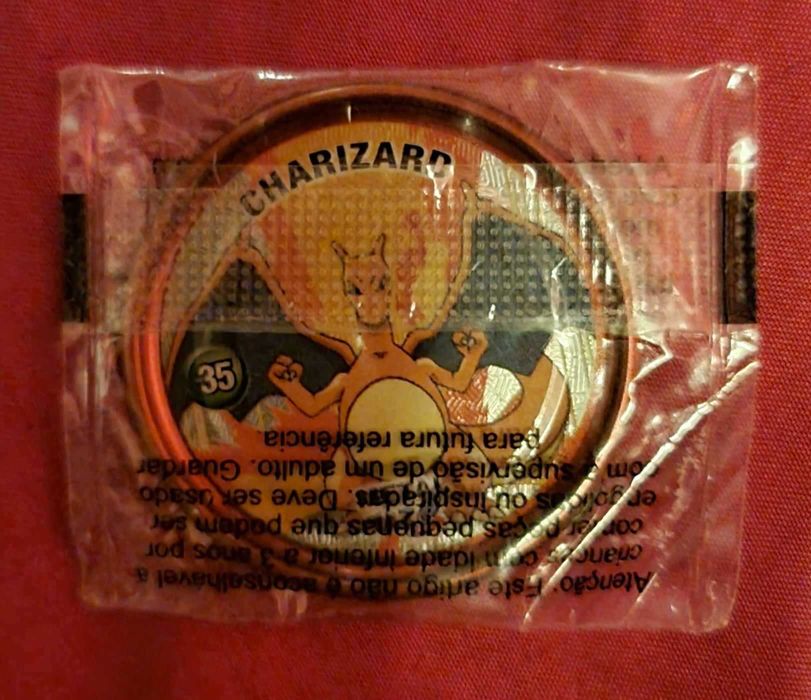 CHARIZARD
35
Atenção: Este artigo não é aconselhável a
crianças com idade inferior a 3 anos por
conter peças pequenas que podem ser
engolidas ou inspiradas. Deve ser usado
com a supervisão de um adulto. Guardar
para futura referência.